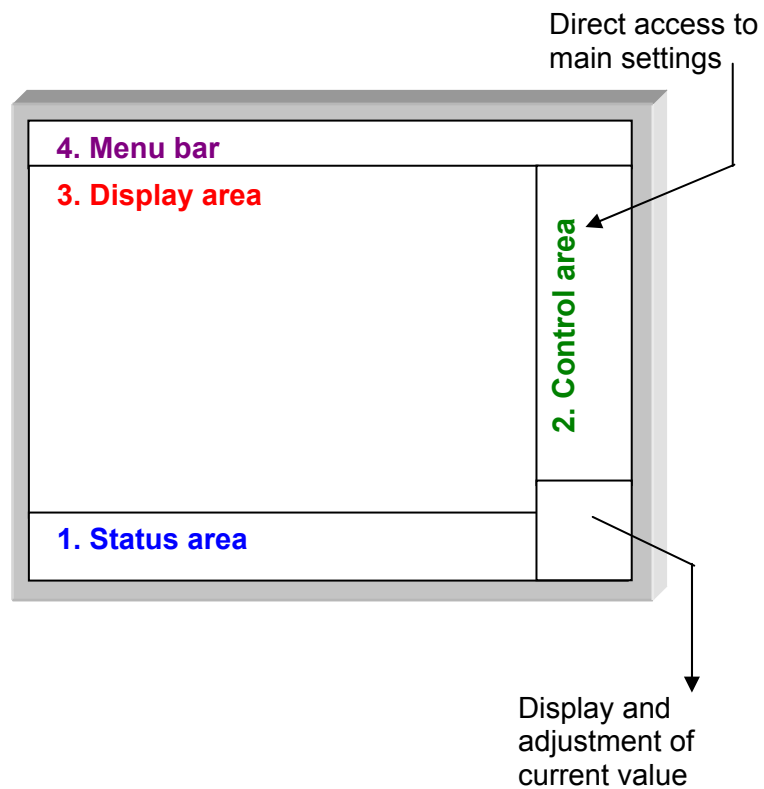 Direct access to
main settings
4. Menu bar
3. Display area
2. Control area
1. Status area
Display and
adjustment of
current value